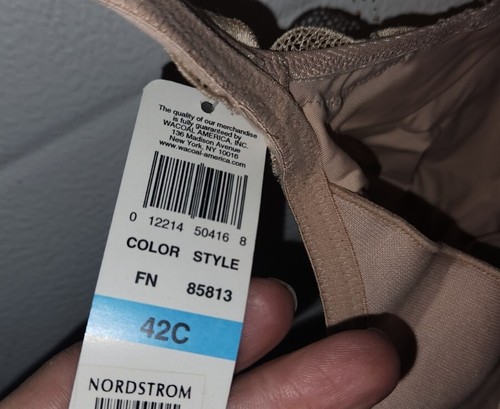 The quality of our merchandise
is fully guaranteed by
WACOAL AMERICA, INC.
136 Madison Avenue
New York, NY 10016
www.wacoal-america.com
0 12214 50416 8
COLOR STYLE
FN 85813
42C
NORDSTROM